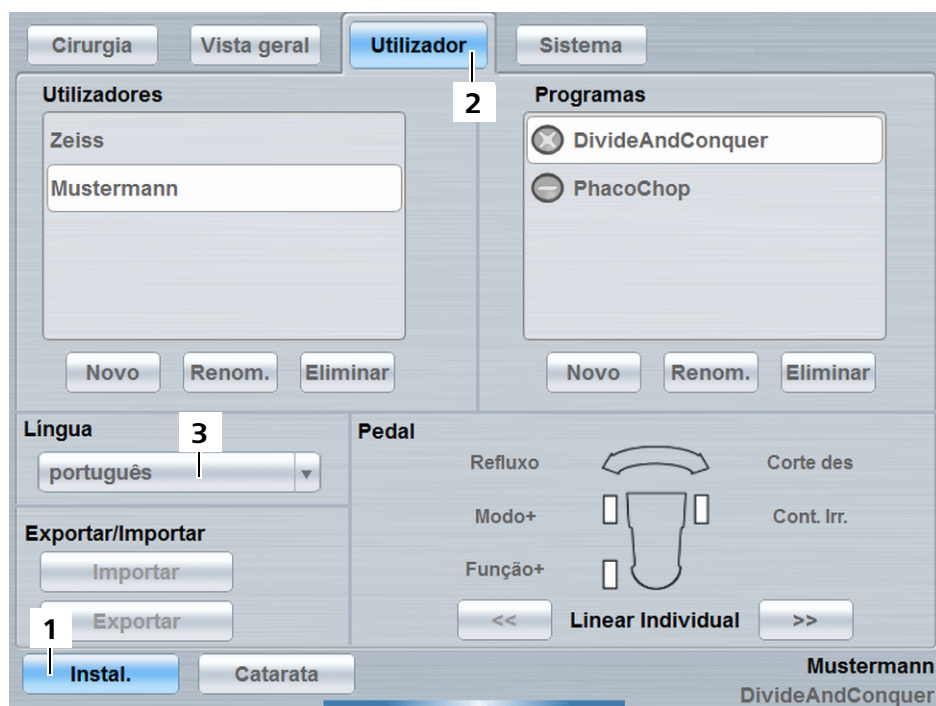 Cirurgia Vista geral Utilizador Sistema
2
Utilizadores
Zeiss
Mustermann
Novo Renom. Eliminar
Programas
DivideAndConquer
PhacoChop
Novo Renom. Eliminar
Língua
3
português
Exportar/Importar
Importar
Exportar
Pedal
Refluxo Corte des
Modo+ Cont. Irr.
Função+
<< Linear Individual >>
1
Instal. Catarata
Mustermann
DivideAndConquer